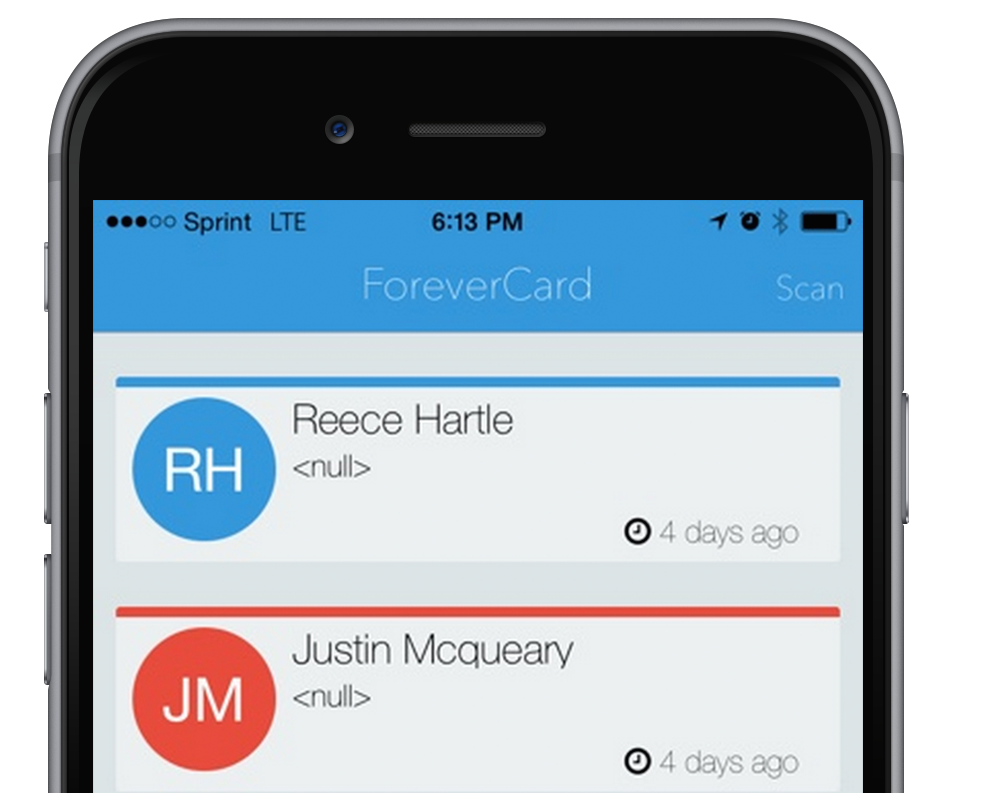 Sprint LTE 6:13 PM
ForeverCard Scan
RH Reece Hartle
<null>
4 days ago
JM Justin Mcqueary
<null>
4 days ago